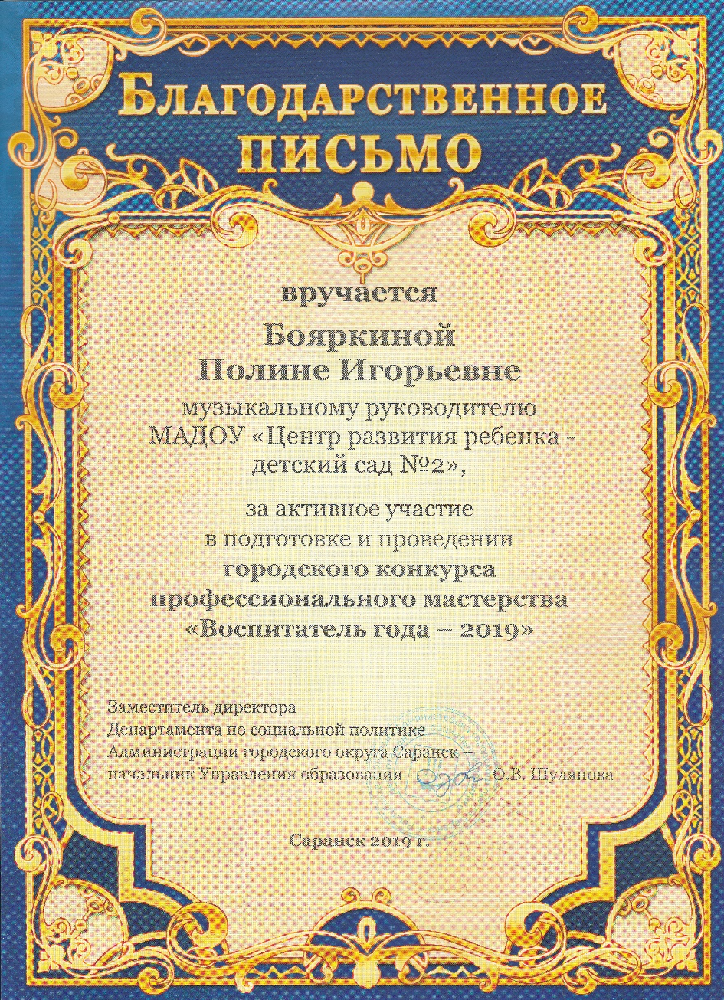 БЛАГОДАРСТВЕННОЕ
ПИСЬМО
вручается
Бояркиной
Полине Игорьевне
музыкальному руководителю
МАДОУ «Центр развития ребенка -
детский сад №2»,
за активное участие
в подготовке и проведении
городского конкурса
профессионального мастерства
«Воспитатель года – 2019»
Заместитель директора
Департамента по социальной политике
Администрации городского округа Саранск –
начальник Управления образования О.В. Шуляпова
Саранск 2019 г.